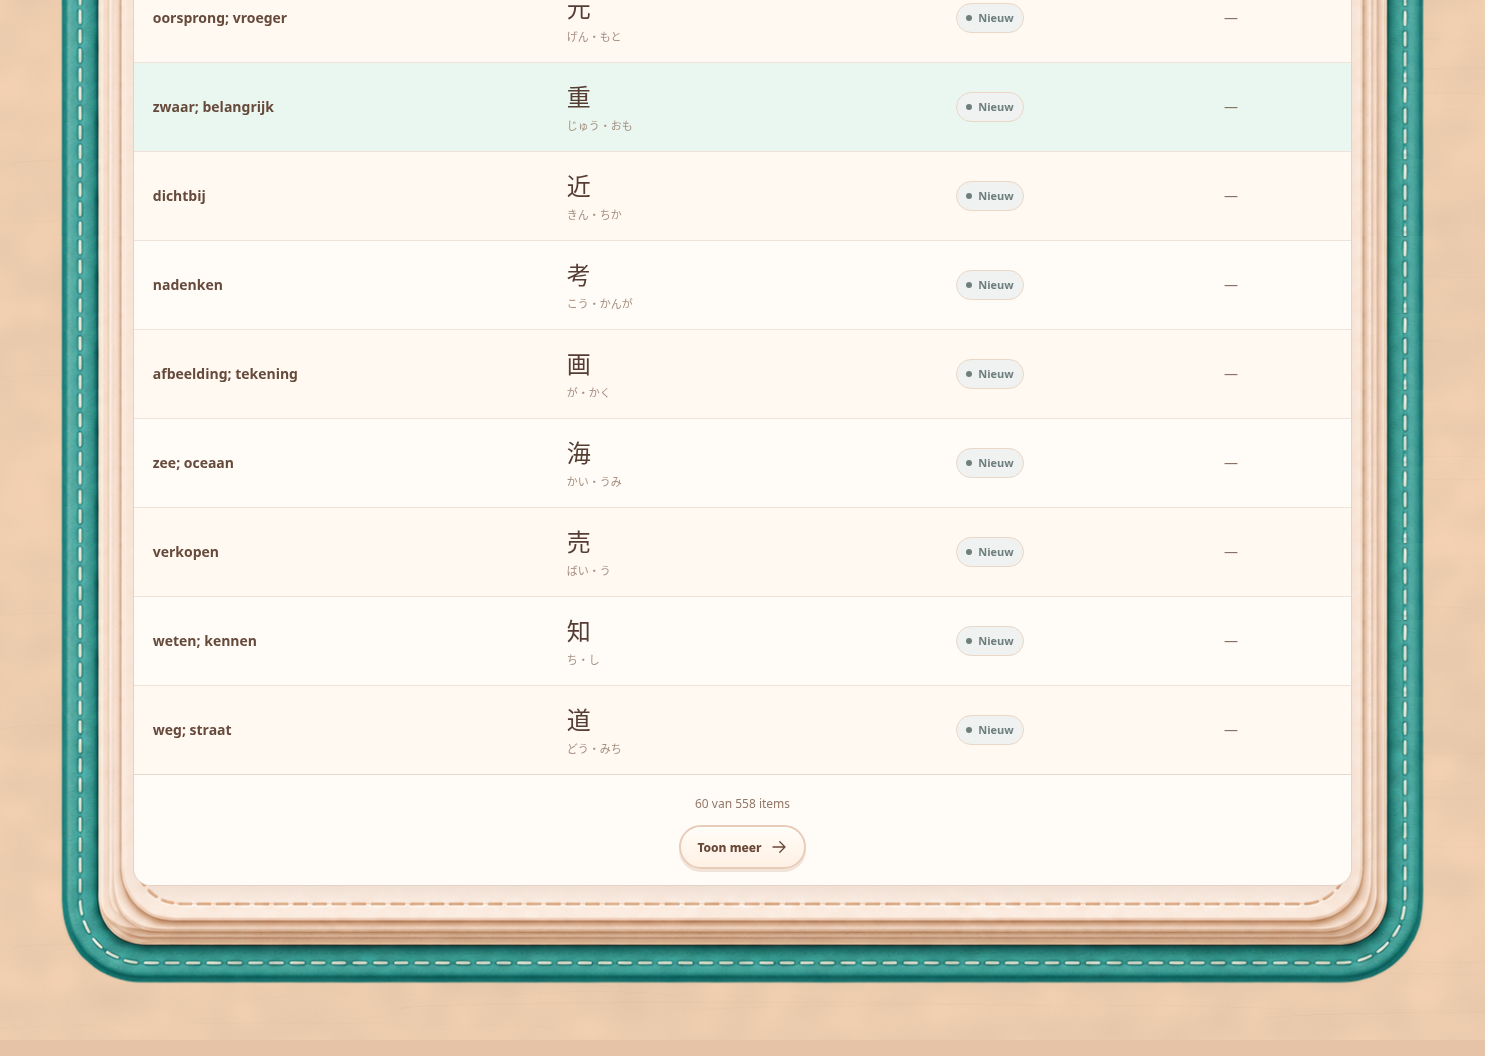 oorsprong; vroeger 元 Nieuw —
げん・もと
zwaar; belangrijk 重 Nieuw —
じゅう・おも
dichtbij 近 Nieuw —
きん・ちか
nadenken 考 Nieuw —
こう・かんが
afbeelding; tekening 画 Nieuw —
が・かく
zee; oceaan 海 Nieuw —
かい・うみ
verkopen 売 Nieuw —
ばい・う
weten; kennen 知 Nieuw —
ち・し
weg; straat 道 Nieuw —
どう・みち
60 van 558 items
Toon meer →